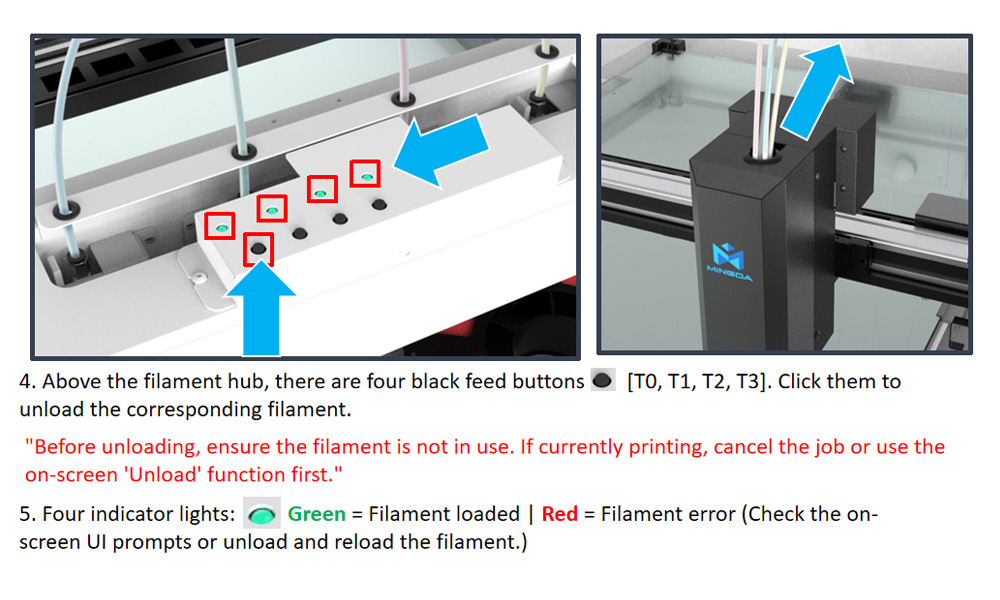 MINGDA
4. Above the filament hub, there are four black feed buttons [T0, T1, T2, T3]. Click them to
unload the corresponding filament.
"Before unloading, ensure the filament is not in use. If currently printing, cancel the job or use the
on-screen 'Unload' function first."
5. Four indicator lights: Green = Filament loaded | Red = Filament error (Check the on-
screen UI prompts or unload and reload the filament.)